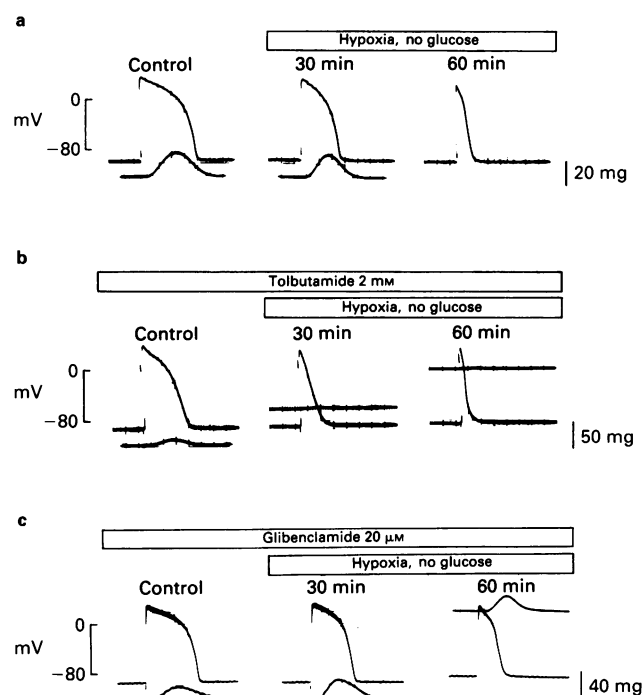 a
Hypoxia, no glucose
Control 30 min 60 min
0
mV
−80
20 mg
b
Tolbutamide 2 mM
Hypoxia, no glucose
Control 30 min 60 min
0
mV
−80
50 mg
c
Glibenclamide 20 μM
Hypoxia, no glucose
Control 30 min 60 min
0
mV
−80
40 mg